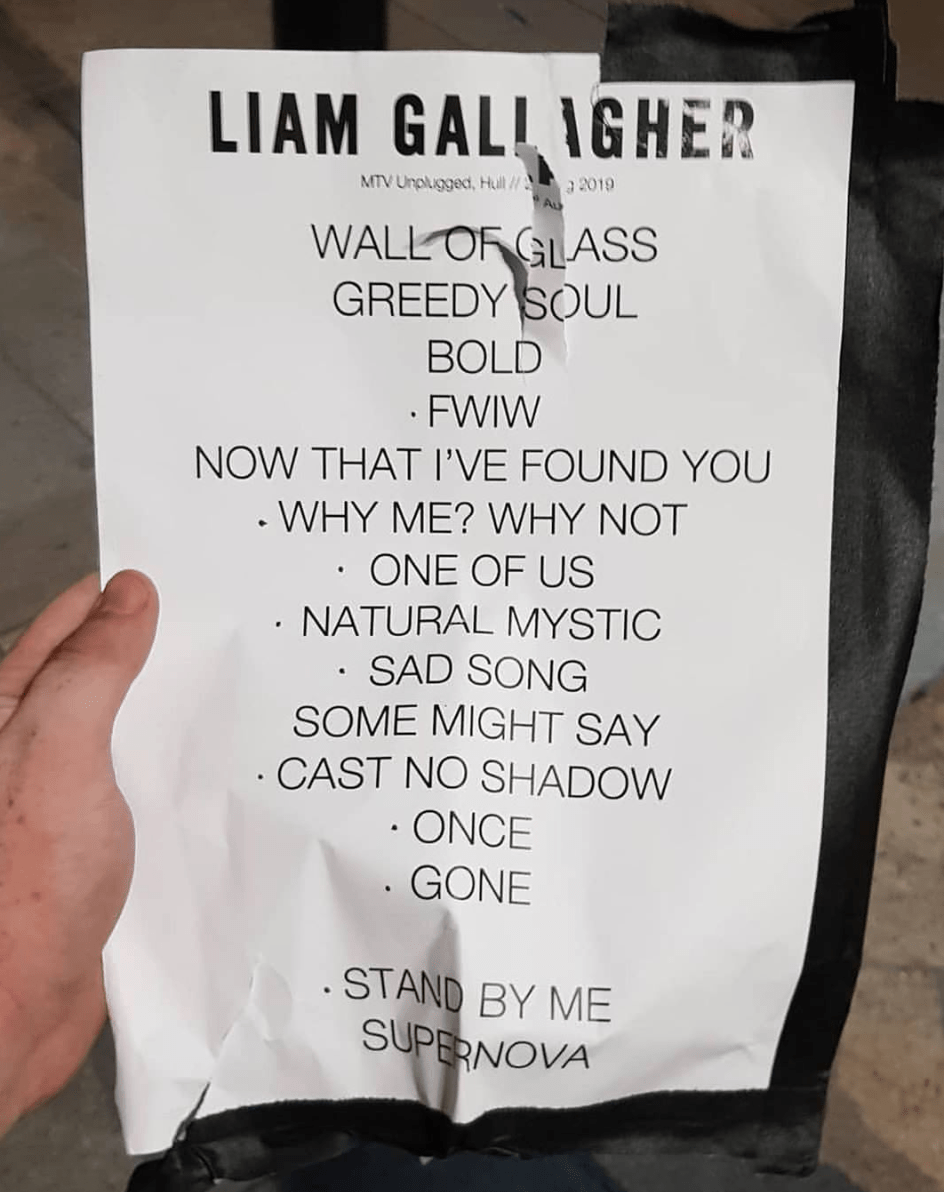 LIAM GALLAGHER
MTV Unplugged, Hull // Aug 2019
WALL OF GLASS
GREEDY SOUL
BOLD
· FWIW
NOW THAT I'VE FOUND YOU
· WHY ME? WHY NOT
· ONE OF US
· NATURAL MYSTIC
· SAD SONG
SOME MIGHT SAY
· CAST NO SHADOW
· ONCE
· GONE
· STAND BY ME
SUPERNOVA